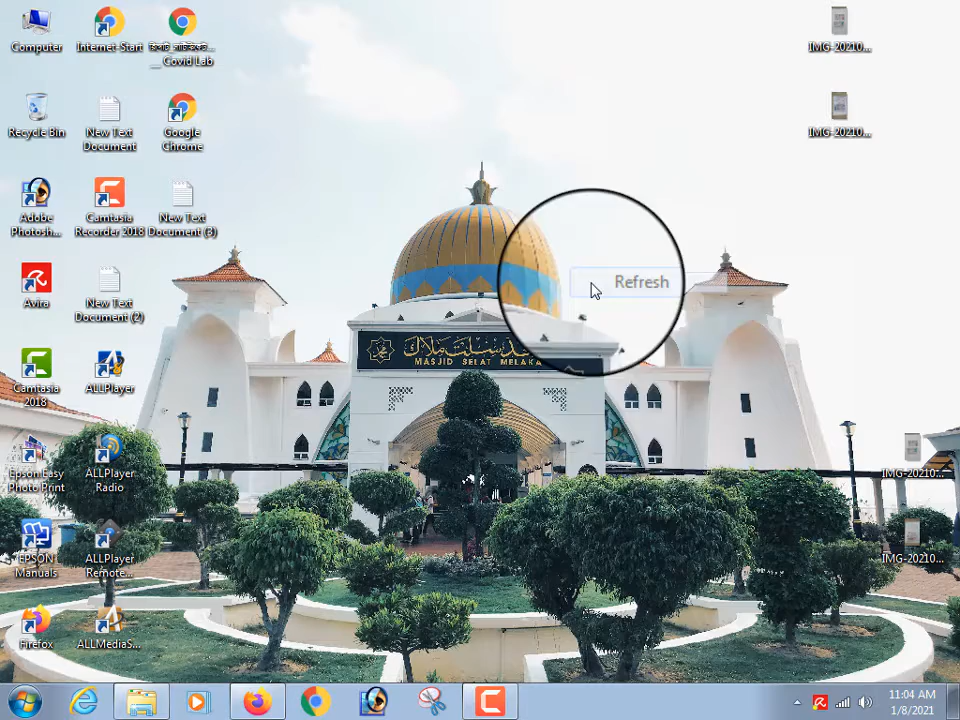 Computer
Internet-Start
Covid Lab
IMG-20210...
Recycle Bin
New Text
Document
Google
Chrome
IMG-20210...
Adobe
Photosh...
Camtasia
Recorder 2018
New Text
Document (3)
Refresh
Avira
New Text
Document (2)
MASJID SELAT MELAKA
Camtasia
2018
ALLPlayer
Epson Easy
Photo Print
ALLPlayer
Radio
IMG-20210...
EPSON
Manuals
ALLPlayer
Remote...
IMG-20210...
Firefox
ALLMediaS...
11:04 AM
1/8/2021